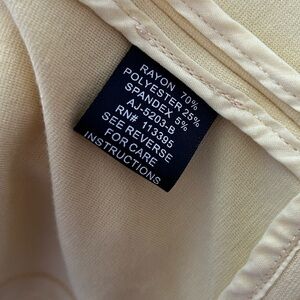 RAYON 70%
POLYESTER 25%
SPANDEX 5%
AJ-5203-B
RN# 113395
SEE REVERSE
FOR CARE
INSTRUCTIONS